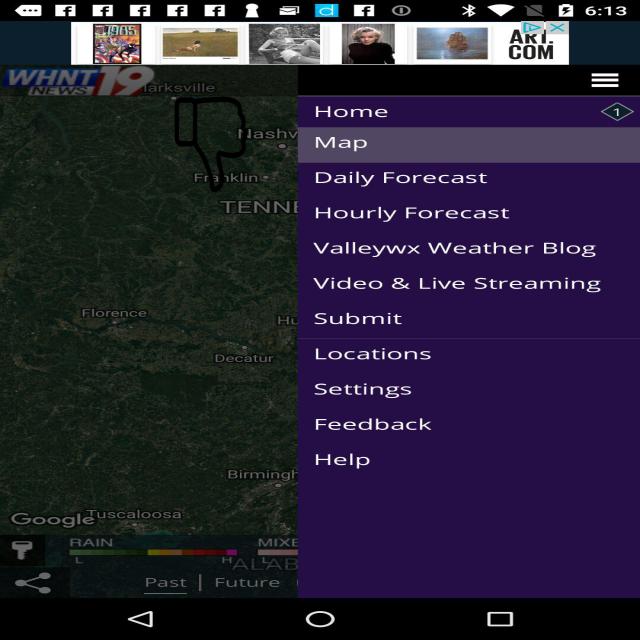 6:13
1985
ART.
COM
WHNT
NEWS 19
larksville
Home
1
Nashv
Map
Franklin
Daily Forecast
TENNE
Hourly Forecast
Valleywx Weather Blog
Video & Live Streaming
Florence
Hu
Submit
Decatur
Locations
Settings
Feedback
Birmingh
Help
Google
Tuscaloosa
RAIN
MIXE
L
H
L
ALAB
Past | Future